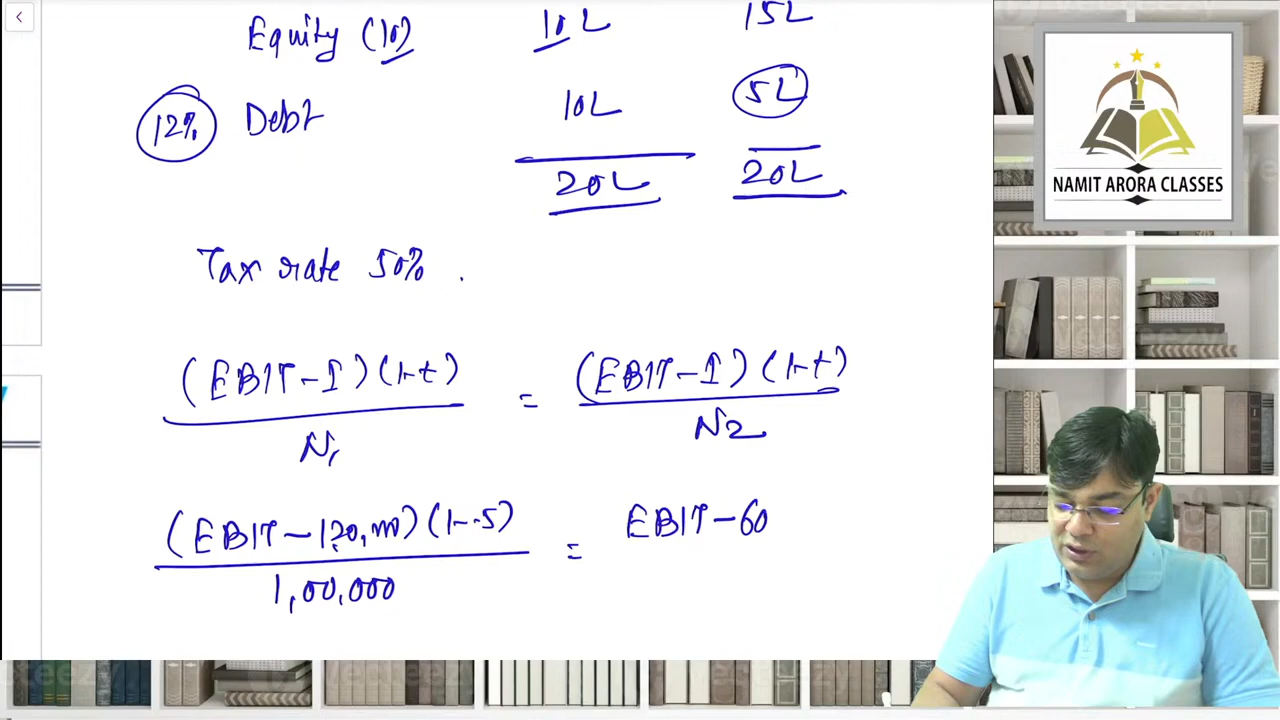 Equity (10) 10L 15L
12% Debt 10L 5L
20L 20L
NAMIT ARORA CLASSES
Tax rate 50% .
(EBIT-I)(1-t) = (EBIT-I)(1-t)
N1 N2
(EBIT-120,000)(1-.5) = EBIT-60
1,00,000